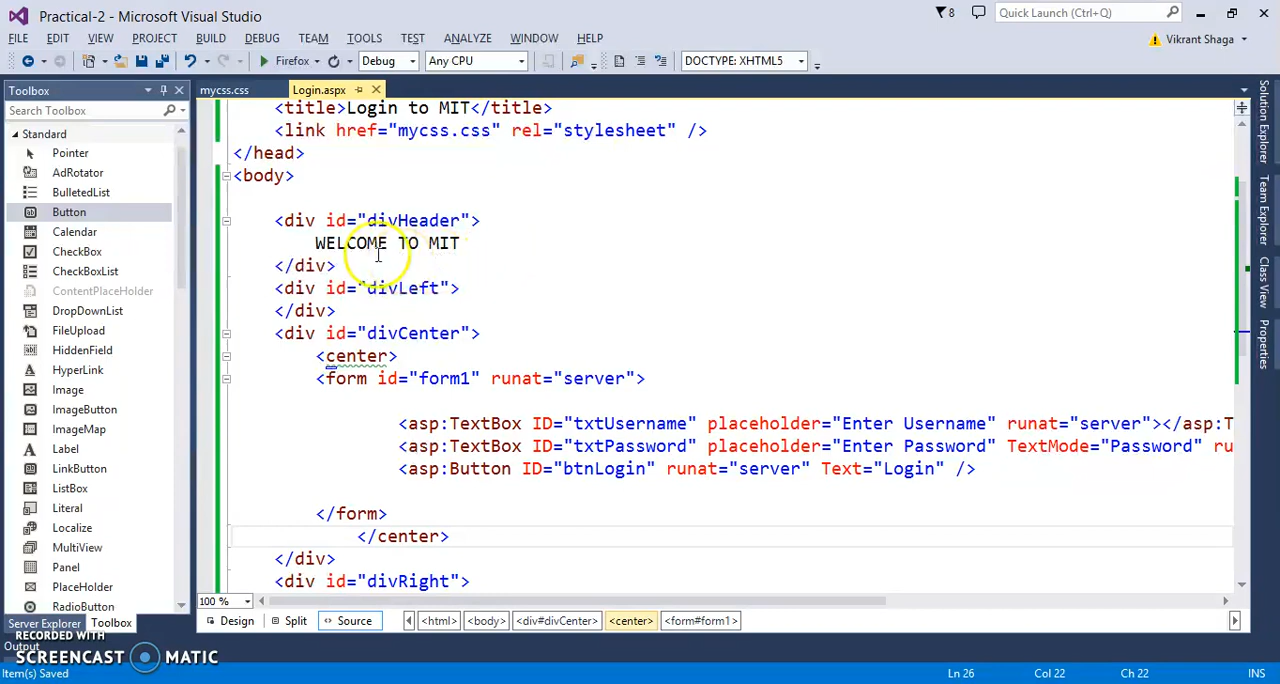 Practical-2 - Microsoft Visual Studio
8
Quick Launch (Ctrl+Q)
FILE EDIT VIEW PROJECT BUILD DEBUG TEAM TOOLS TEST ANALYZE WINDOW HELP
Vikrant Shaga
Firefox Debug Any CPU DOCTYPE: XHTML5
Toolbox
mycss.css Login.aspx
Search Toolbox
Standard
Pointer
AdRotator
BulletedList
Button
Calendar
CheckBox
CheckBoxList
ContentPlaceHolder
DropDownList
FileUpload
HiddenField
HyperLink
Image
ImageButton
ImageMap
Label
LinkButton
ListBox
Literal
Localize
MultiView
Panel
PlaceHolder
RadioButton
<title>Login to MIT</title>
<link href="mycss.css" rel="stylesheet" />
</head>
<body>
<div id="divHeader">
WELCOME TO MIT
</div>
<div id="divLeft">
</div>
<div id="divCenter">
<center>
<form id="form1" runat="server">
<asp:TextBox ID="txtUsername" placeholder="Enter Username" runat="server"></asp:T
<asp:TextBox ID="txtPassword" placeholder="Enter Password" TextMode="Password" ru
<asp:Button ID="btnLogin" runat="server" Text="Login" />
</form>
</center>
</div>
<div id="divRight">
Solution Explorer
Team Explorer
Class View
Properties
100 %
Design Split Source <html> <body> <div#divCenter> <center> <form#form1>
Server Explorer Toolbox
Output
RECORDED WITH
SCREENCAST MATIC
Item(s) Saved Ln 26 Col 22 Ch 22 INS